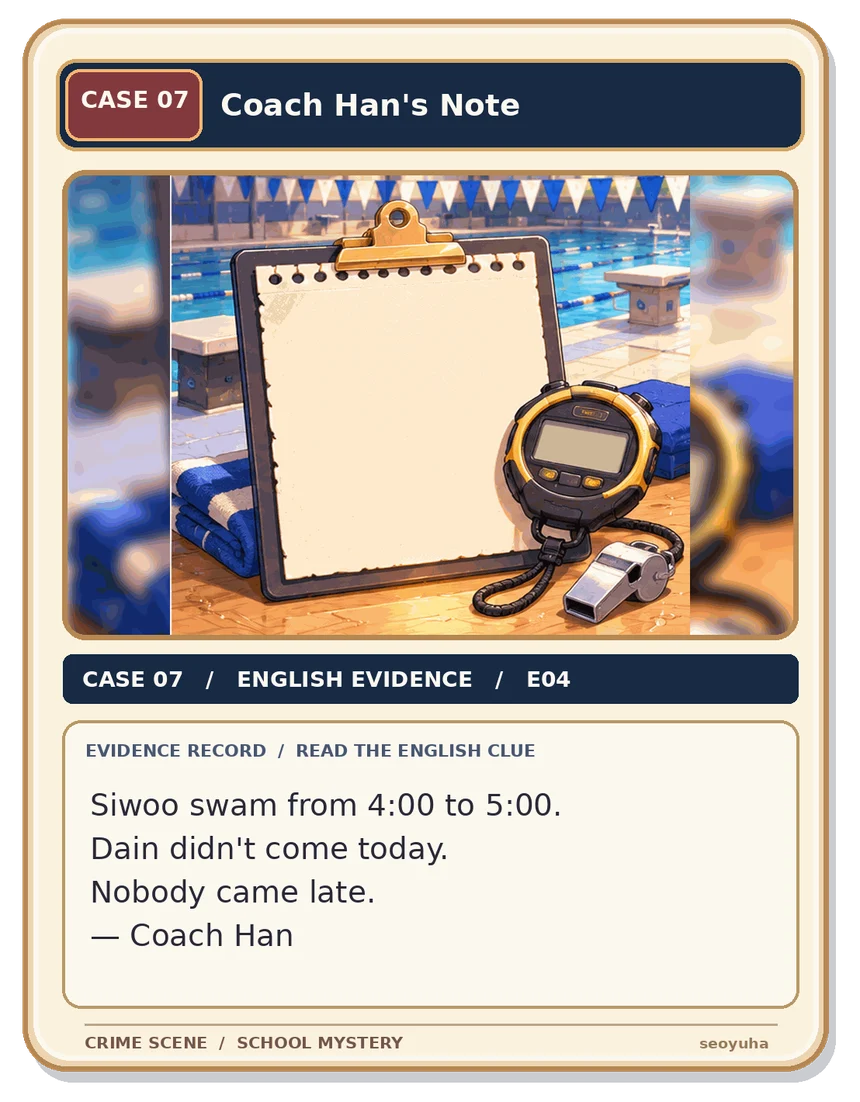 CASE 07
Coach Han's Note
CASE 07 / ENGLISH EVIDENCE / E04
EVIDENCE RECORD / READ THE ENGLISH CLUE
Siwoo swam from 4:00 to 5:00.
Dain didn't come today.
Nobody came late.
— Coach Han
CRIME SCENE / SCHOOL MYSTERY
seoyuha